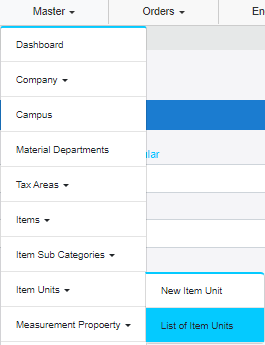 Master Orders En
Dashboard
Company
Campus
Material Departments
ular
Tax Areas
Items
Item Sub Categories
Item Units
New Item Unit
Measurement Propoerty
List of Item Units